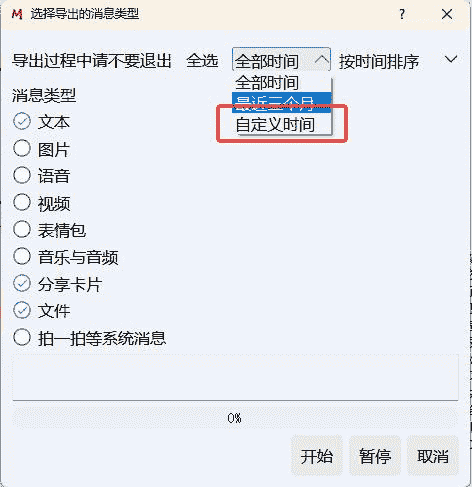 选择导出的消息类型
导出过程中请不要退出 全选 全部时间 按时间排序
全部时间
最近三个月
自定义时间
消息类型
文本
图片
语音
视频
表情包
音乐与音频
分享卡片
文件
拍一拍等系统消息
0%
开始 暂停 取消